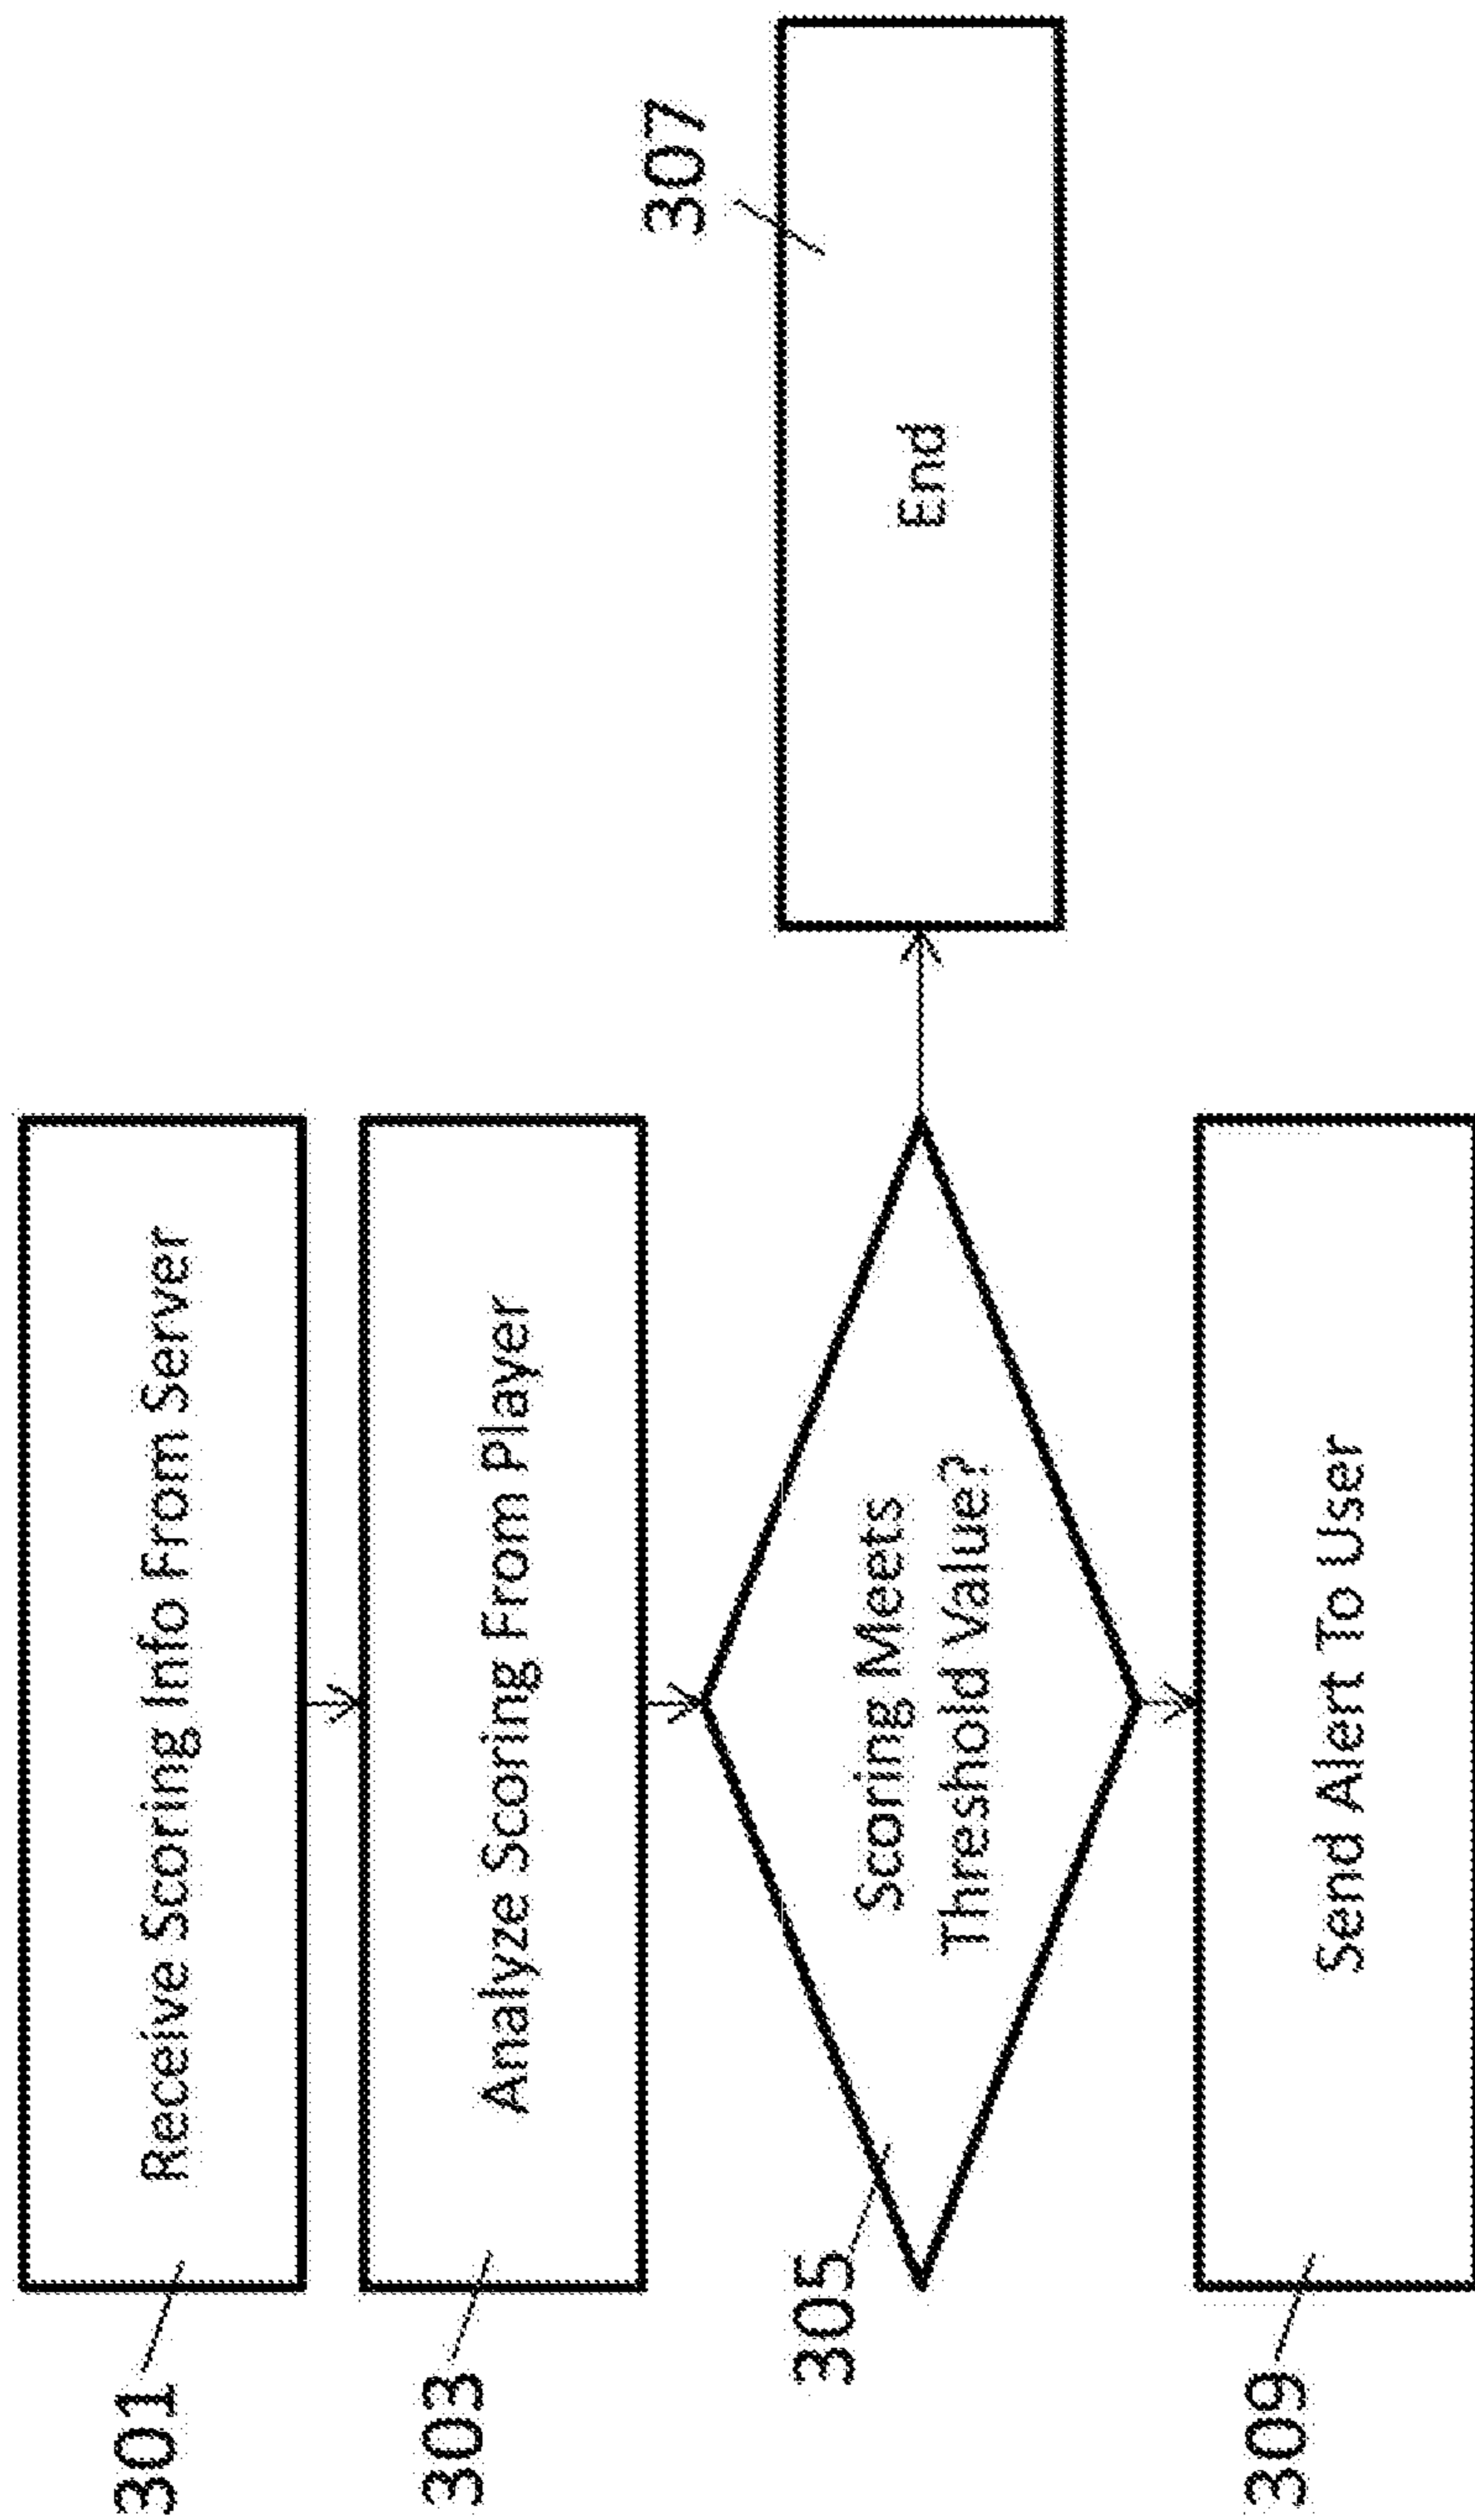 301
Receive Scoring Info From Server
303
Analyze Scoring From Player
305
Scoring Meets
Threshold Value?
307
End
309
Send Alert To User